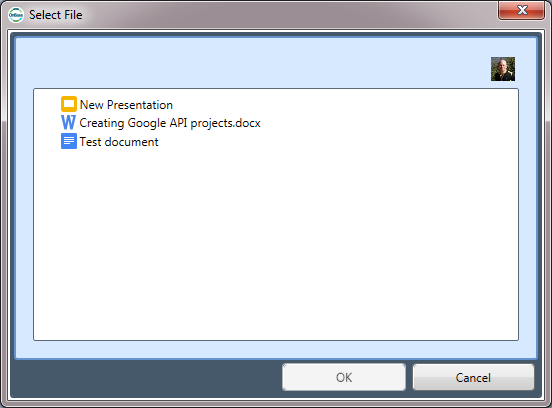 Select File
New Presentation
Creating Google API projects.docx
Test document
OK
Cancel